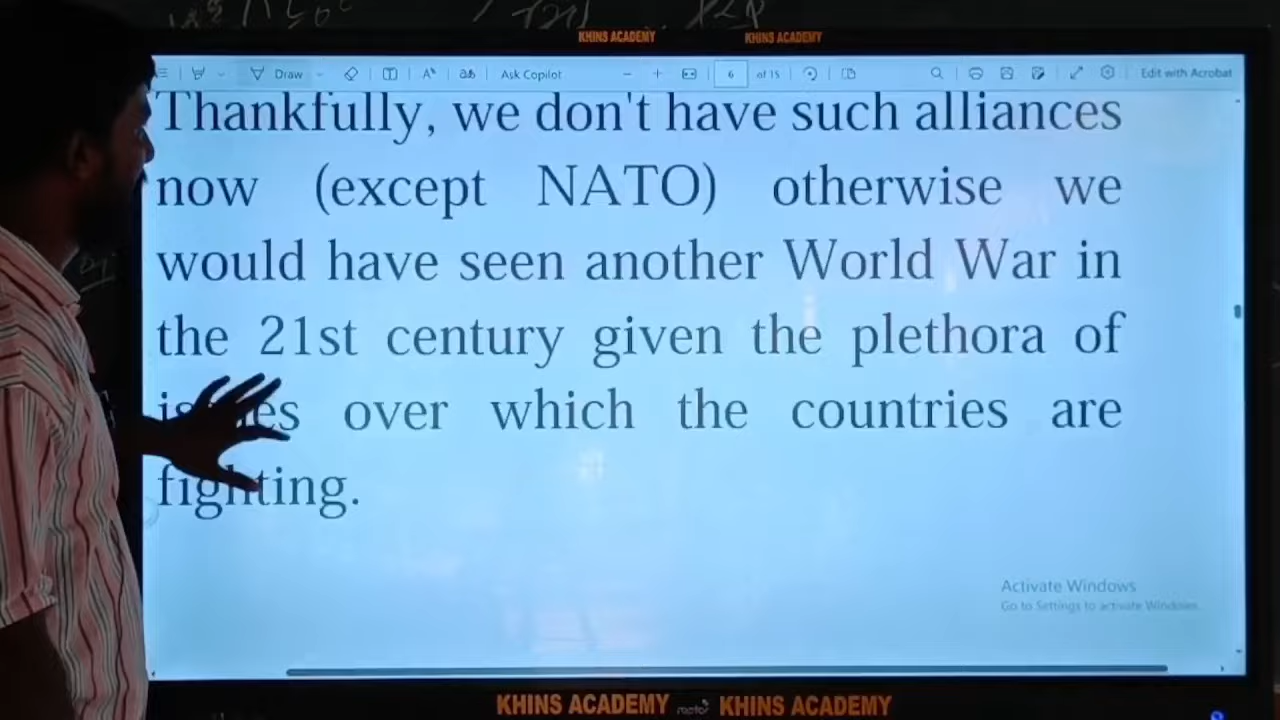 KHINS ACADEMY KHINS ACADEMY
Draw Ask Copilot 6 of 15 Edit with Acrobat
Thankfully, we don't have such alliances
now (except NATO) otherwise we
would have seen another World War in
the 21st century given the plethora of
issues over which the countries are
fighting.
Activate Windows
Go to Settings to activate Windows.
KHINS ACADEMY KHINS ACADEMY